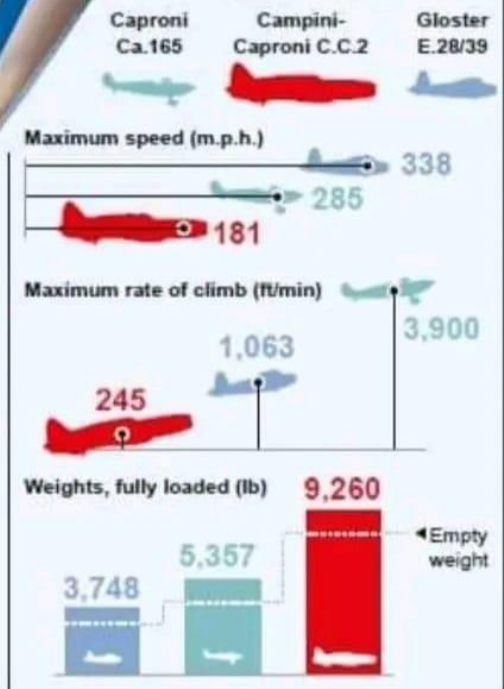 Caproni Ca.165
Campini-Caproni C.C.2
Gloster E.28/39
Maximum speed (m.p.h.)
338
285
181
Maximum rate of climb (ft/min)
3,900
1,063
245
Weights, fully loaded (lb)
9,260
5,357
3,748
Empty weight